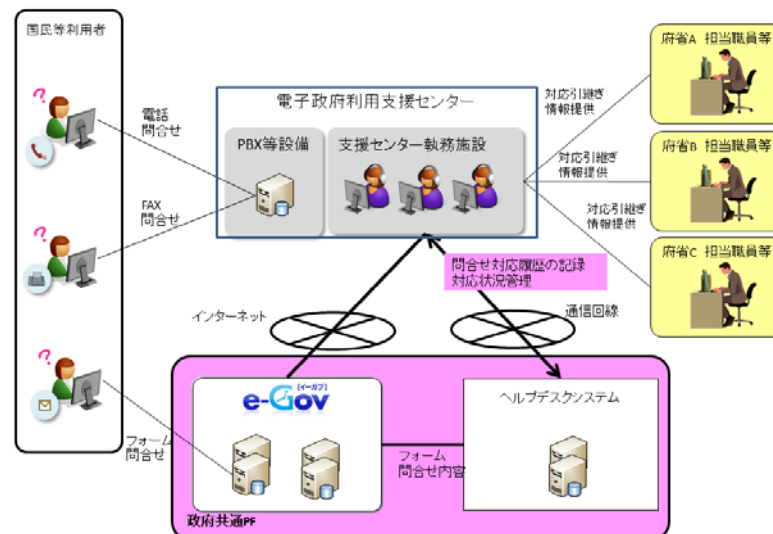 国民等利用者
電話
問合せ
FAX
問合せ
フォーム
問合せ
電子政府利用支援センター
PBX等設備
支援センター執務施設
対応引継ぎ
情報提供
対応引継ぎ
情報提供
対応引継ぎ
情報提供
府省A 担当職員等
府省B 担当職員等
府省C 担当職員等
問合せ対応履歴の記録
対応状況管理
インターネット
通信回線
[イーガブ]
e-Gov
フォーム
問合せ内容
ヘルプデスクシステム
政府共通PF